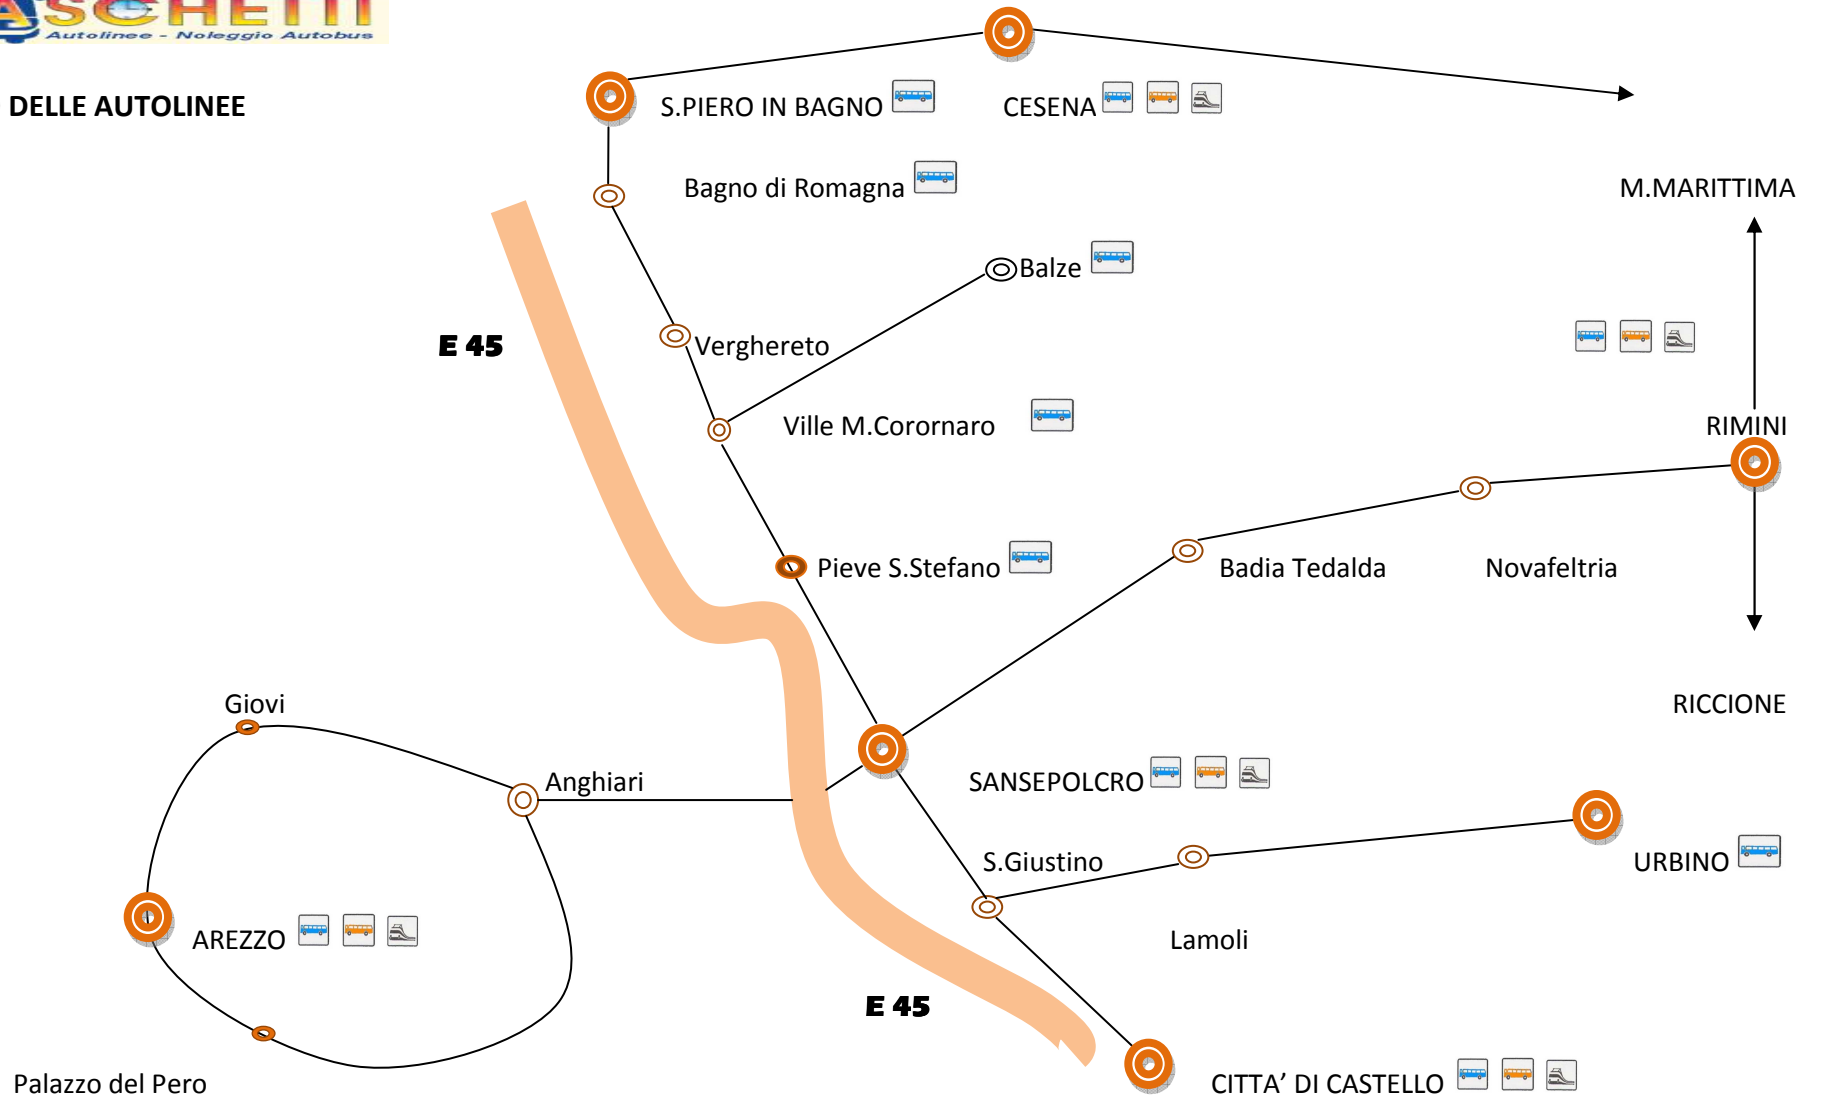 ASCHETTI
Autolinee - Noleggio Autobus
DELLE AUTOLINEE
S.PIERO IN BAGNO
CESENA
Bagno di Romagna
M.MARITTIMA
Balze
E 45
Verghereto
Ville M.Corornaro
RIMINI
Pieve S.Stefano
Badia Tedalda
Novafeltria
Giovi
RICCIONE
Anghiari
SANSEPOLCRO
S.Giustino
URBINO
AREZZO
Lamoli
E 45
Palazzo del Pero
CITTA’ DI CASTELLO